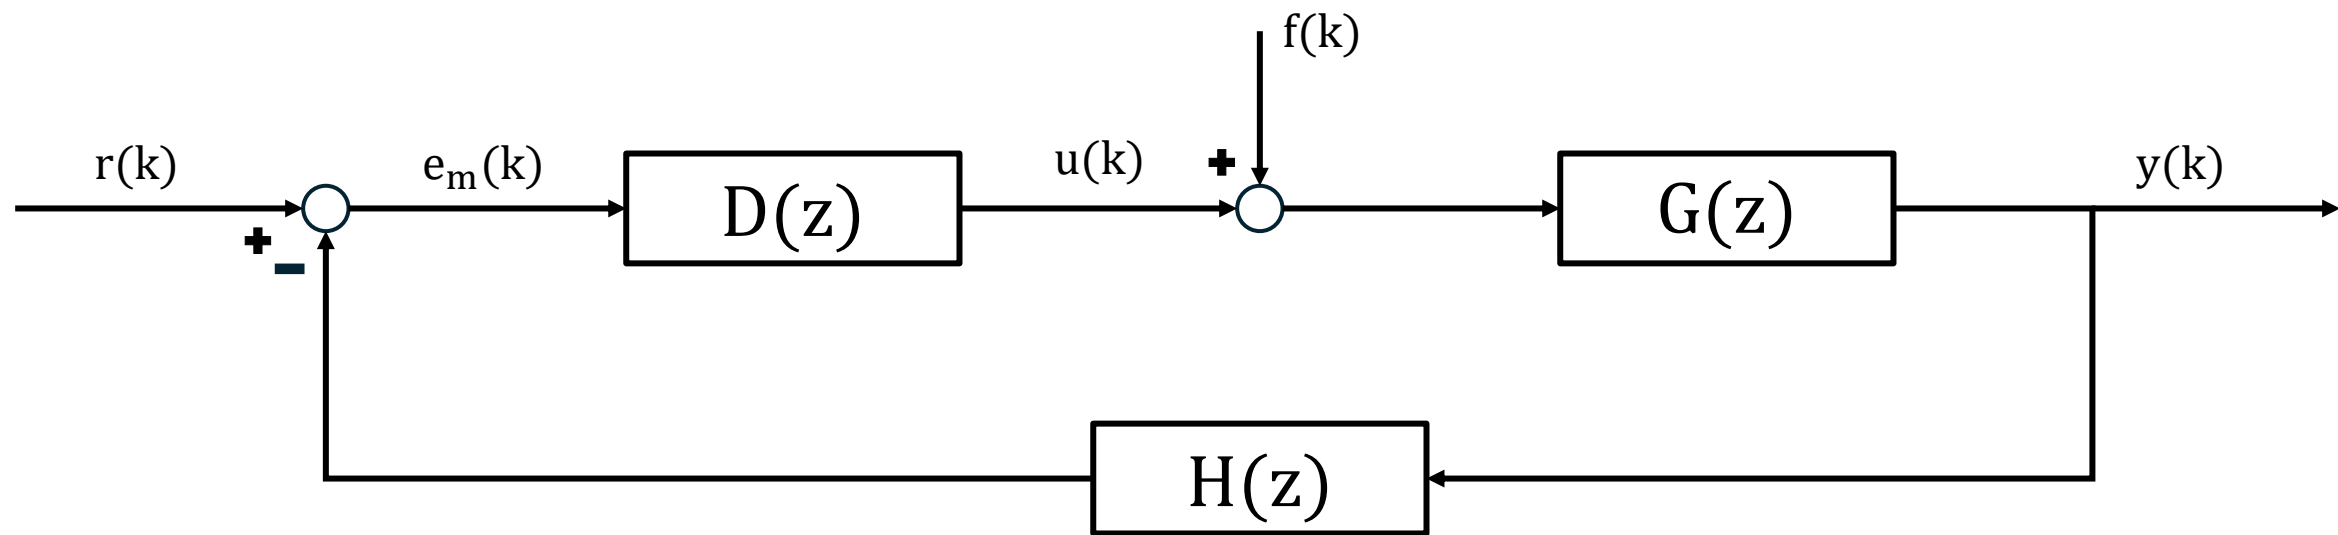 f(k)
r(k)
e_m(k)
u(k)
y(k)
+
D(z)
G(z)
+
−
H(z)